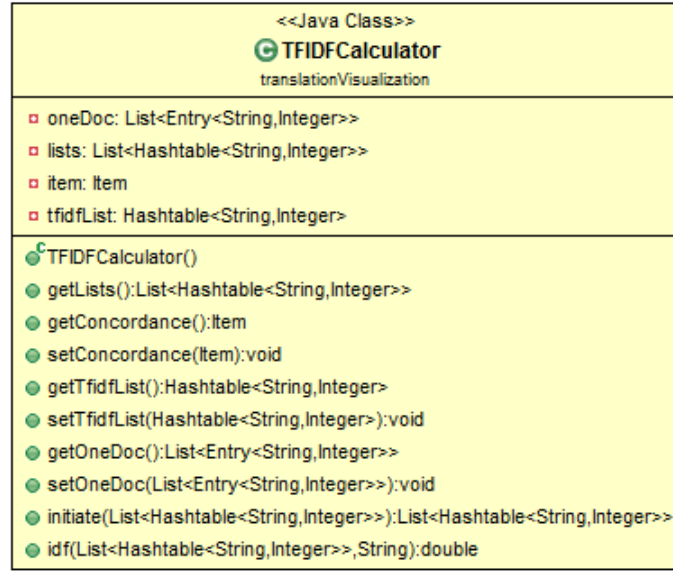 <<Java Class>>
C TFIDFCalculator
translationVisualization
oneDoc: List<Entry<String,Integer>>
lists: List<Hashtable<String,Integer>>
item: Item
tfidfList: Hashtable<String,Integer>
C TFIDFCalculator()
getLists():List<Hashtable<String,Integer>>
getConcordance():Item
setConcordance(Item):void
getTfidfList():Hashtable<String,Integer>
setTfidfList(Hashtable<String,Integer>):void
getOneDoc():List<Entry<String,Integer>>
setOneDoc(List<Entry<String,Integer>>):void
initiate(List<Hashtable<String,Integer>>):List<Hashtable<String,Integer>>
idf(List<Hashtable<String,Integer>>,String):double